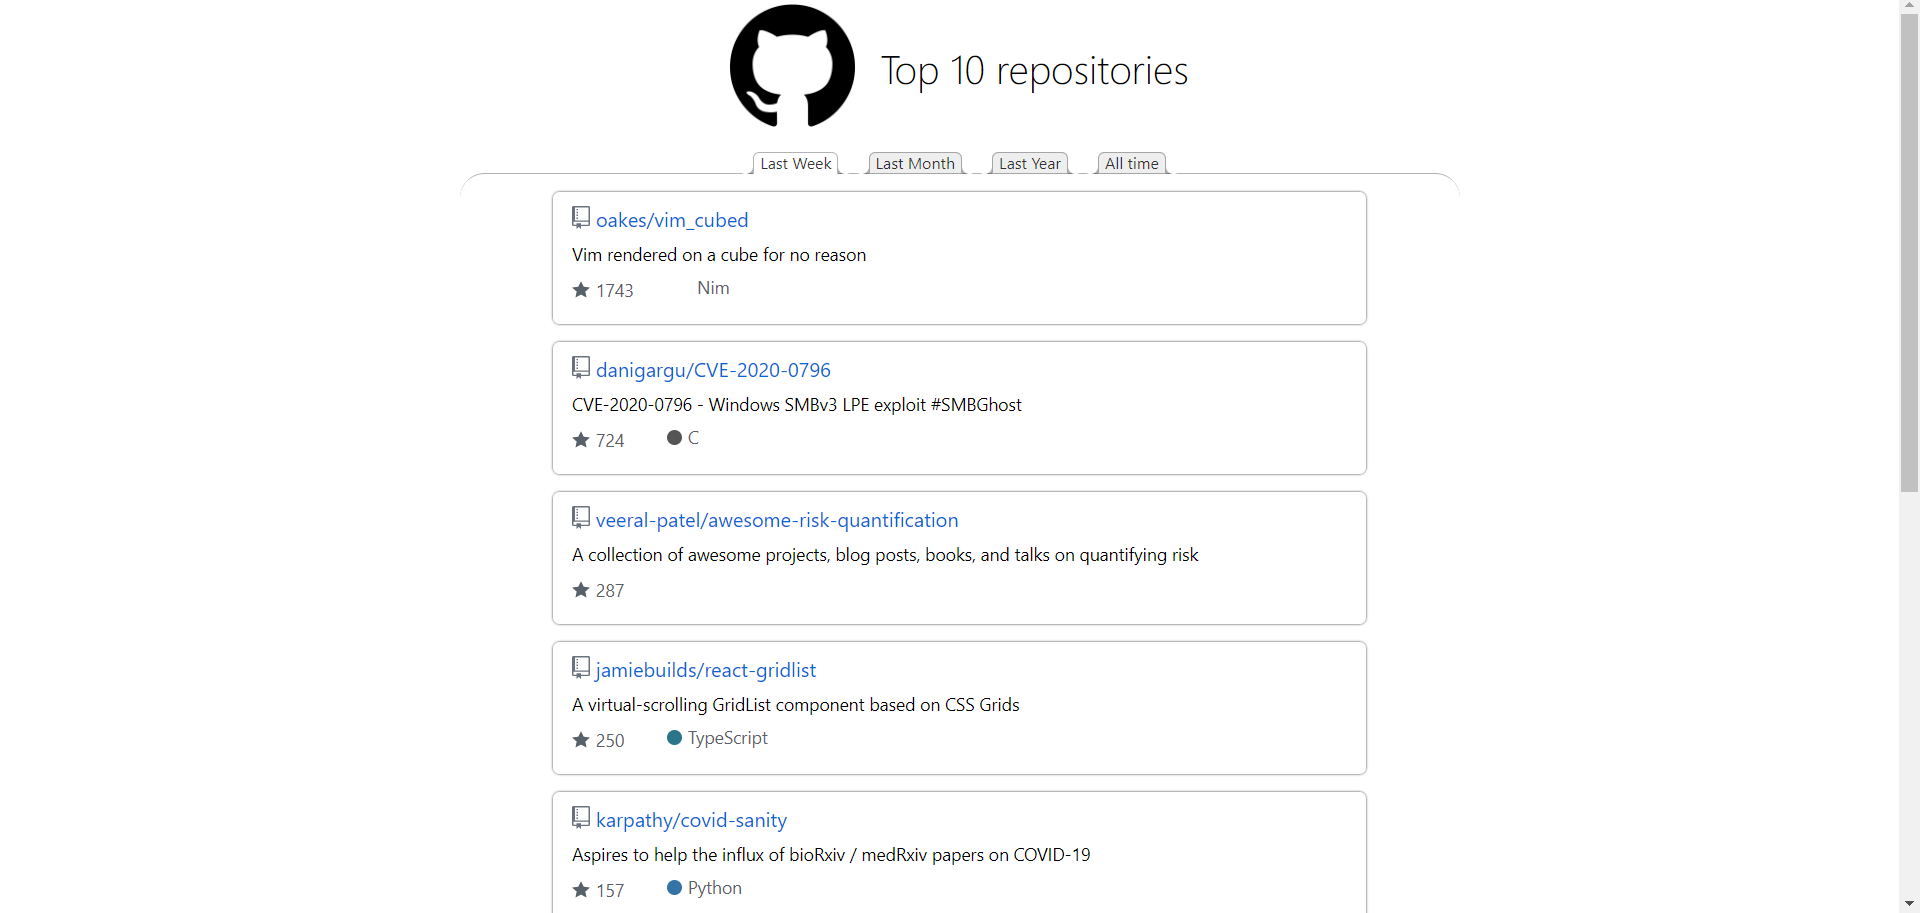 Top 10 repositories
Last Week Last Month Last Year All time
oakes/vim_cubed
Vim rendered on a cube for no reason
1743 Nim
danigargu/CVE-2020-0796
CVE-2020-0796 - Windows SMBv3 LPE exploit #SMBGhost
724 C
veeral-patel/awesome-risk-quantification
A collection of awesome projects, blog posts, books, and talks on quantifying risk
287
jamiebuilds/react-gridlist
A virtual-scrolling GridList component based on CSS Grids
250 TypeScript
karpathy/covid-sanity
Aspires to help the influx of bioRxiv / medRxiv papers on COVID-19
157 Python